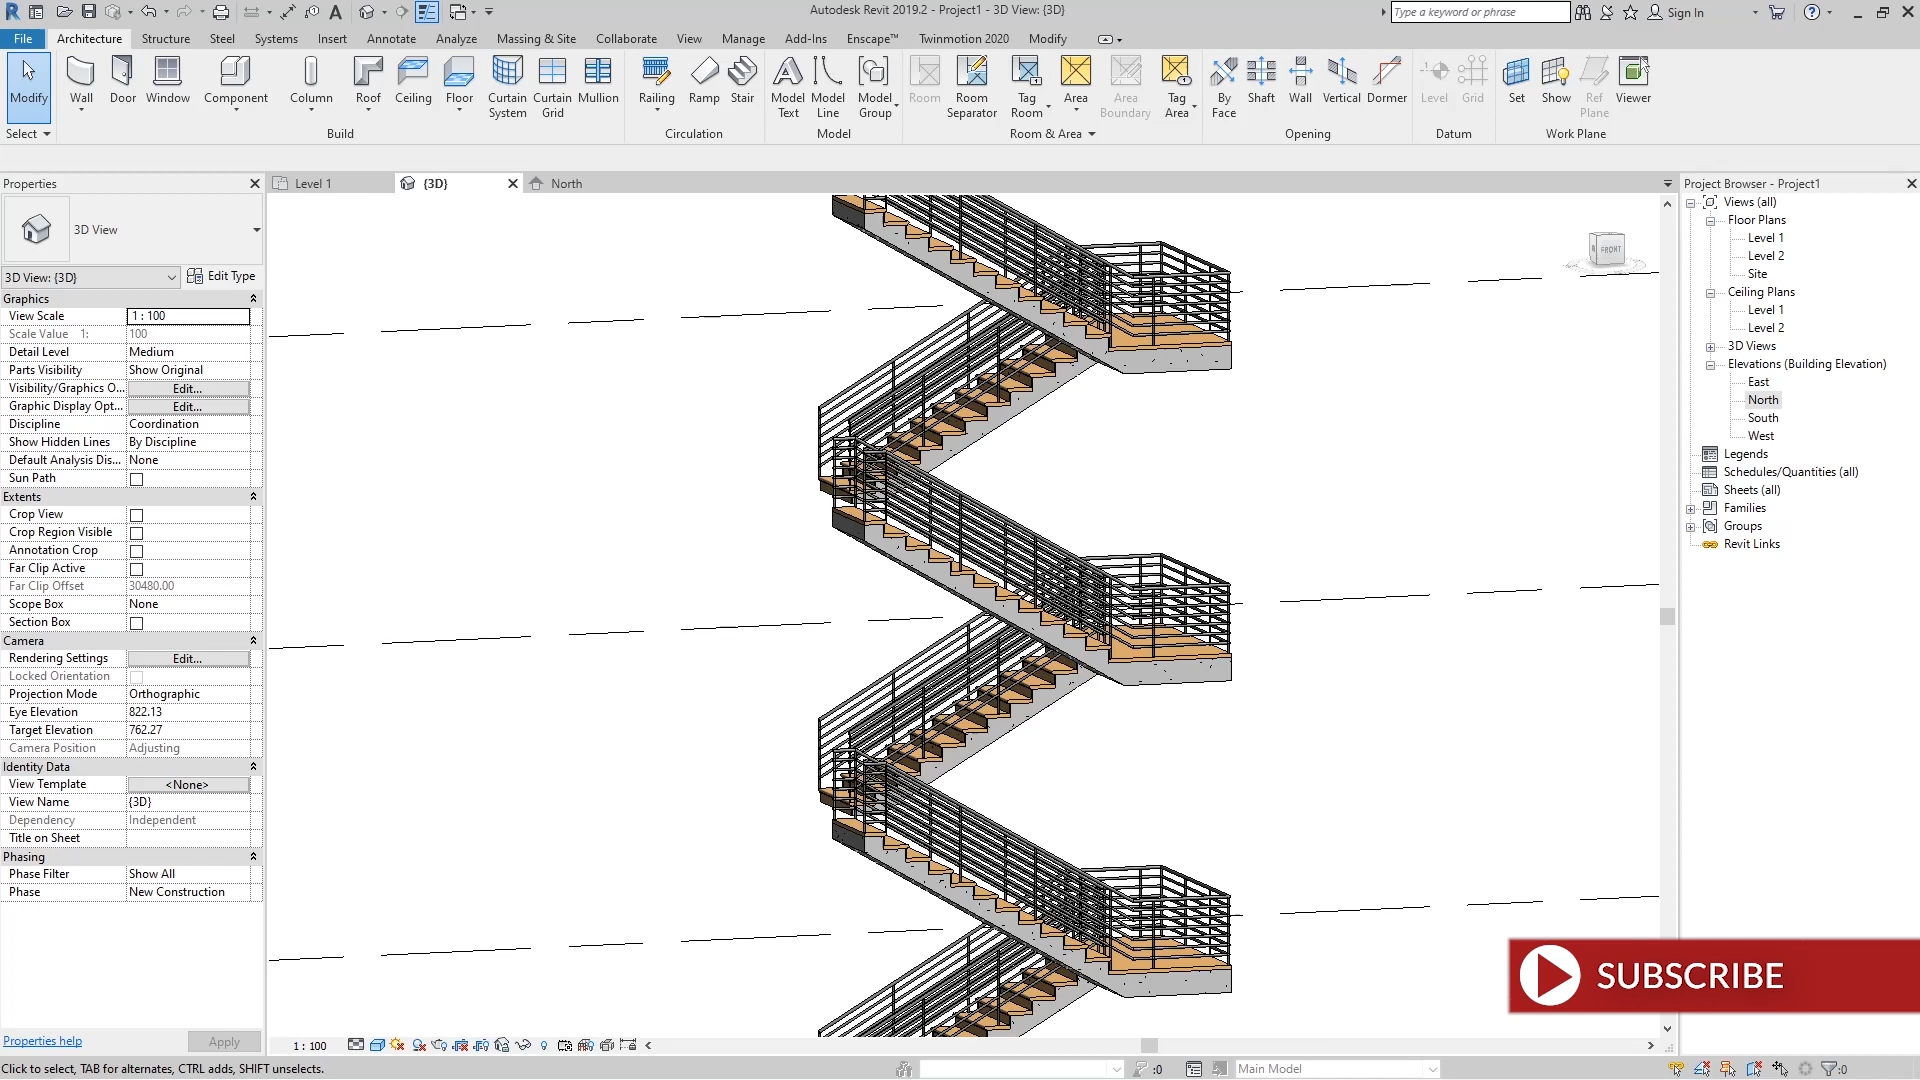 Autodesk Revit 2019.2 - Project1 - 3D View: {3D}
Type a keyword or phrase
Sign In
File Architecture Structure Steel Systems Insert Annotate Analyze Massing & Site Collaborate View Manage Add-Ins Enscape™ Twinmotion 2020 Modify
Modify Wall Door Window Component Column Roof Ceiling Floor Curtain System Curtain Grid Mullion Railing Ramp Stair Model Text Model Line Model Group Room Room Separator Tag Room Area Area Boundary Tag Area By Face Shaft Wall Vertical Dormer Level Grid Set Show Ref Plane Viewer
Select Build Circulation Model Room & Area Opening Datum Work Plane
Properties
3D View
3D View: {3D} Edit Type
Graphics
View Scale 1 : 100
Scale Value 1: 100
Detail Level Medium
Parts Visibility Show Original
Visibility/Graphics O... Edit...
Graphic Display Opt... Edit...
Discipline Coordination
Show Hidden Lines By Discipline
Default Analysis Dis... None
Sun Path
Extents
Crop View
Crop Region Visible
Annotation Crop
Far Clip Active
Far Clip Offset 30480.00
Scope Box None
Section Box
Camera
Rendering Settings Edit...
Locked Orientation
Projection Mode Orthographic
Eye Elevation 822.13
Target Elevation 762.27
Camera Position Adjusting
Identity Data
View Template <None>
View Name {3D}
Dependency Independent
Title on Sheet
Phasing
Phase Filter Show All
Phase New Construction
Properties help Apply
Level 1 {3D} North
FRONT
Project Browser - Project1
Views (all)
Floor Plans
Level 1
Level 2
Site
Ceiling Plans
Level 1
Level 2
3D Views
Elevations (Building Elevation)
East
North
South
West
Legends
Schedules/Quantities (all)
Sheets (all)
Families
Groups
Revit Links
SUBSCRIBE
1 : 100
Click to select, TAB for alternates, CTRL adds, SHIFT unselects.
:0
Main Model
:0